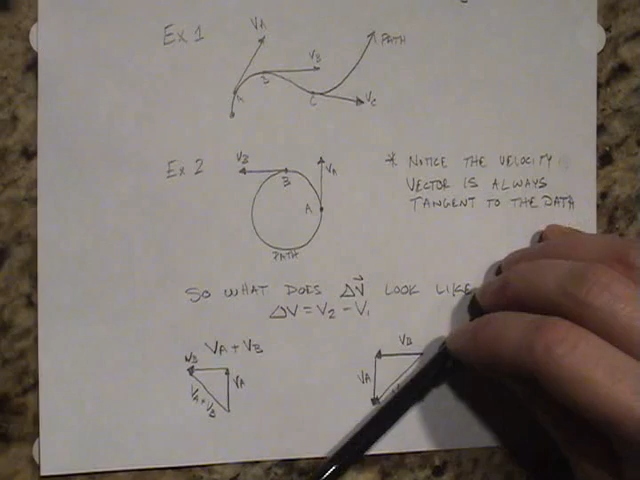 Ex 1
VA
VB
PATH
A
B
C
VC
Ex 2
VB
VA
B
A
PATH
* NOTICE THE VELOCITY
VECTOR IS ALWAYS
TANGENT TO THE PATH
SO WHAT DOES ΔV⃗ LOOK LIKE
ΔV = V2 - V1
VA + VB
VB
VA
VA + VB
VB
VA